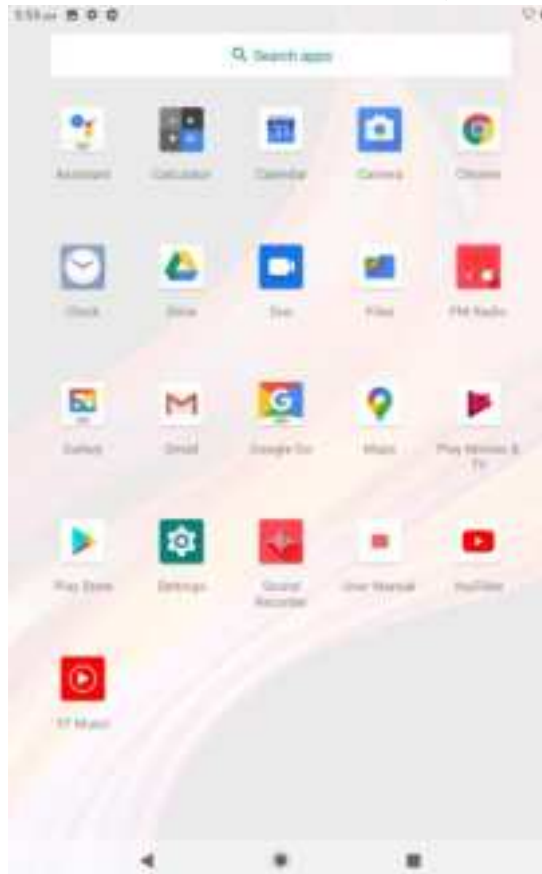 Search apps
Assistant
Calculator
Calendar
Camera
Chrome
Clock
Drive
Duo
Files
FM Radio
Gallery
Gmail
Google Go
Maps
Play Movies &
TV
Play Store
Settings
Sound
Recorder
User Manual
YouTube
YT Music